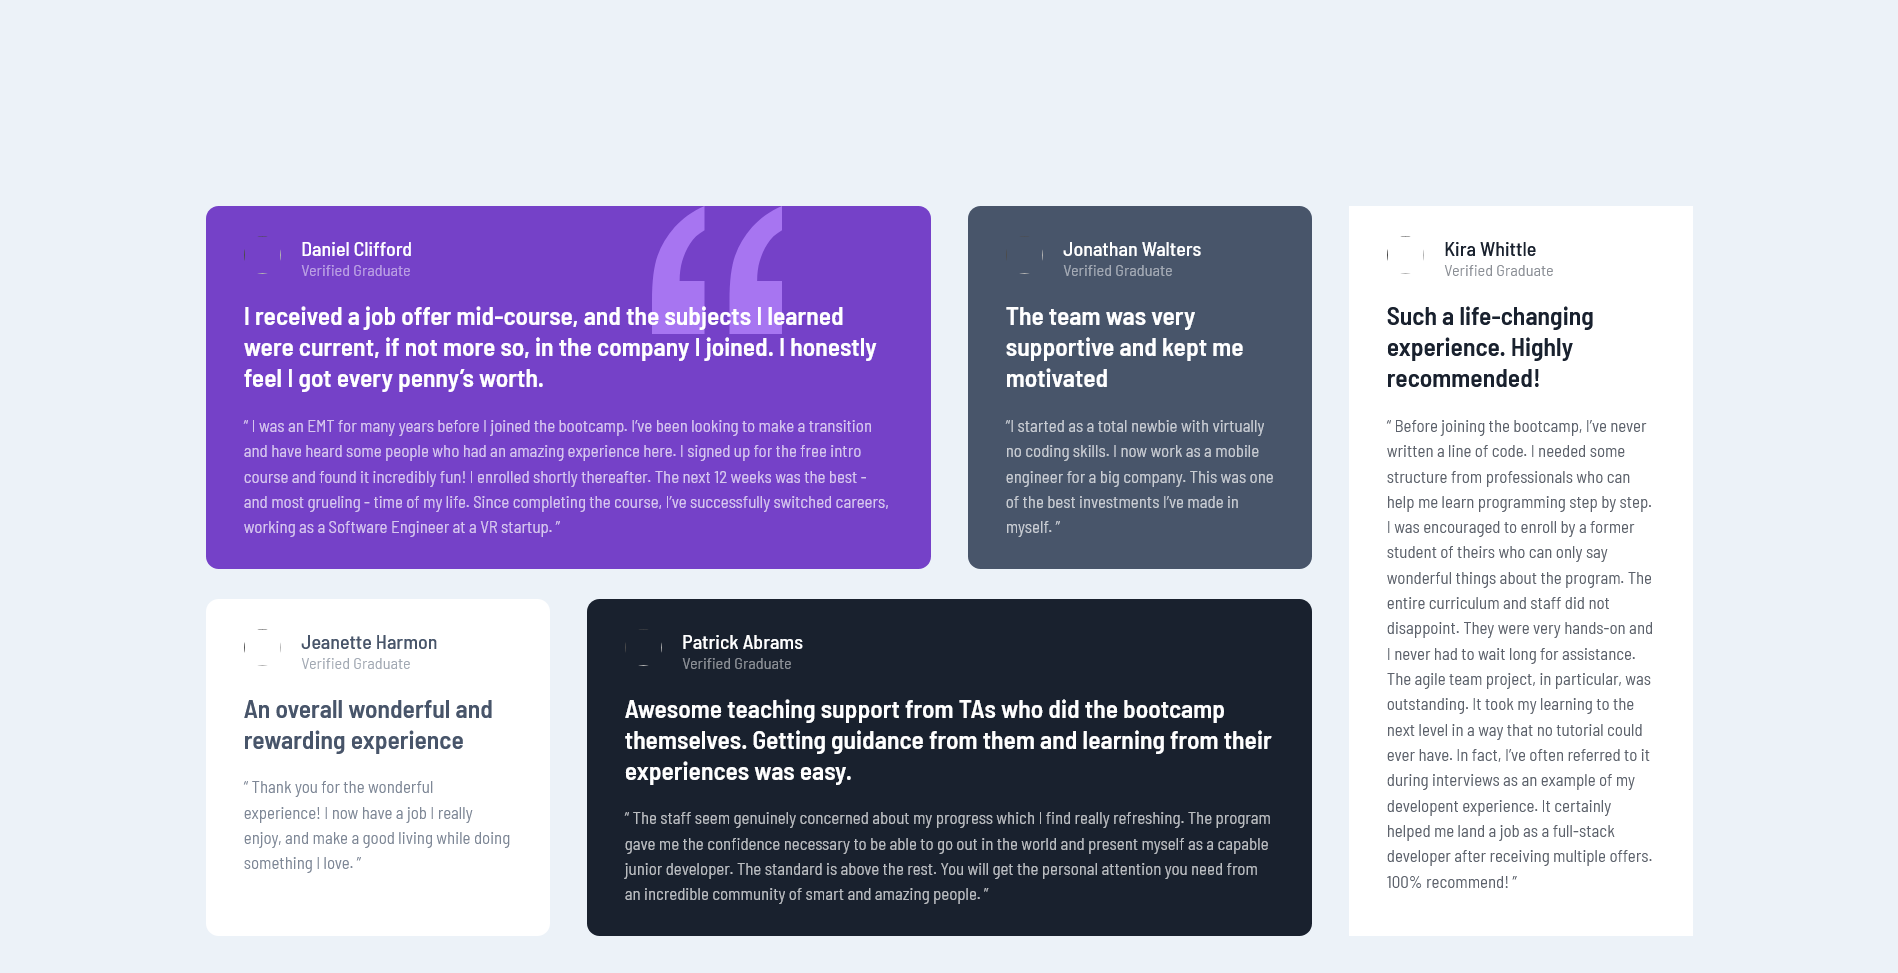 Daniel Clifford
Verified Graduate
I received a job offer mid-course, and the subjects I learned
were current, if not more so, in the company I joined. I honestly
feel I got every penny’s worth.
“ I was an EMT for many years before I joined the bootcamp. I’ve been looking to make a transition
and have heard some people who had an amazing experience here. I signed up for the free intro
course and found it incredibly fun! I enrolled shortly thereafter. The next 12 weeks was the best -
and most grueling - time of my life. Since completing the course, I’ve successfully switched careers,
working as a Software Engineer at a VR startup. ”
Jonathan Walters
Verified Graduate
The team was very
supportive and kept me
motivated
“I started as a total newbie with virtually
no coding skills. I now work as a mobile
engineer for a big company. This was one
of the best investments I’ve made in
myself. ”
Kira Whittle
Verified Graduate
Such a life-changing
experience. Highly
recommended!
“ Before joining the bootcamp, I’ve never
written a line of code. I needed some
structure from professionals who can
help me learn programming step by step.
I was encouraged to enroll by a former
student of theirs who can only say
wonderful things about the program. The
entire curriculum and staff did not
disappoint. They were very hands-on and
I never had to wait long for assistance.
The agile team project, in particular, was
outstanding. It took my learning to the
next level in a way that no tutorial could
ever have. In fact, I’ve often referred to it
during interviews as an example of my
developent experience. It certainly
helped me land a job as a full-stack
developer after receiving multiple offers.
100% recommend! ”
Jeanette Harmon
Verified Graduate
An overall wonderful and
rewarding experience
“ Thank you for the wonderful
experience! I now have a job I really
enjoy, and make a good living while doing
something I love. ”
Patrick Abrams
Verified Graduate
Awesome teaching support from TAs who did the bootcamp
themselves. Getting guidance from them and learning from their
experiences was easy.
“ The staff seem genuinely concerned about my progress which I find really refreshing. The program
gave me the confidence necessary to be able to go out in the world and present myself as a capable
junior developer. The standard is above the rest. You will get the personal attention you need from
an incredible community of smart and amazing people. ”